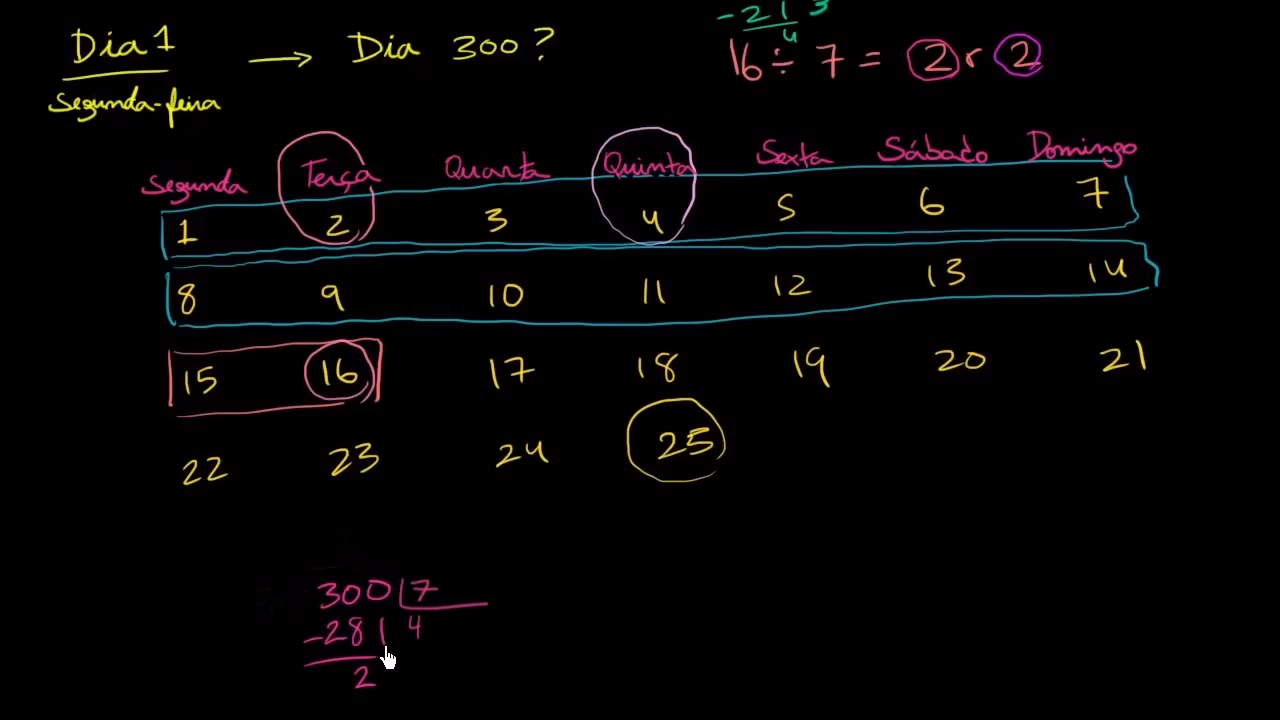 Dia 1 → Dia 300?
Segunda-feira
- 21 3
4
16 ÷ 7 = 2 r 2
Segunda Terça Quarta Quinta Sexta Sábado Domingo
1 2 3 4 5 6 7
8 9 10 11 12 13 14
15 16 17 18 19 20 21
22 23 24 25
300 7
-28 4
2